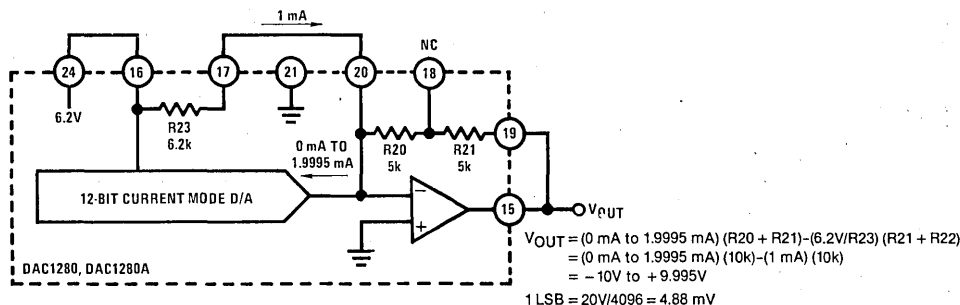 1 mA
NC
24
16
17
21
20
18
6.2V
R23
6.2k
19
0 mA TO
1.9995 mA
R20
5k
R21
5k
12-BIT CURRENT MODE D/A
−
+
15
VOUT
DAC1280, DAC1280A
VOUT = (0 mA to 1.9995 mA) (R20 + R21)-(6.2V/R23) (R21 + R22)
= (0 mA to 1.9995 mA) (10k)-(1 mA) (10k)
= −10V to +9.995V
1 LSB = 20V/4096 = 4.88 mV